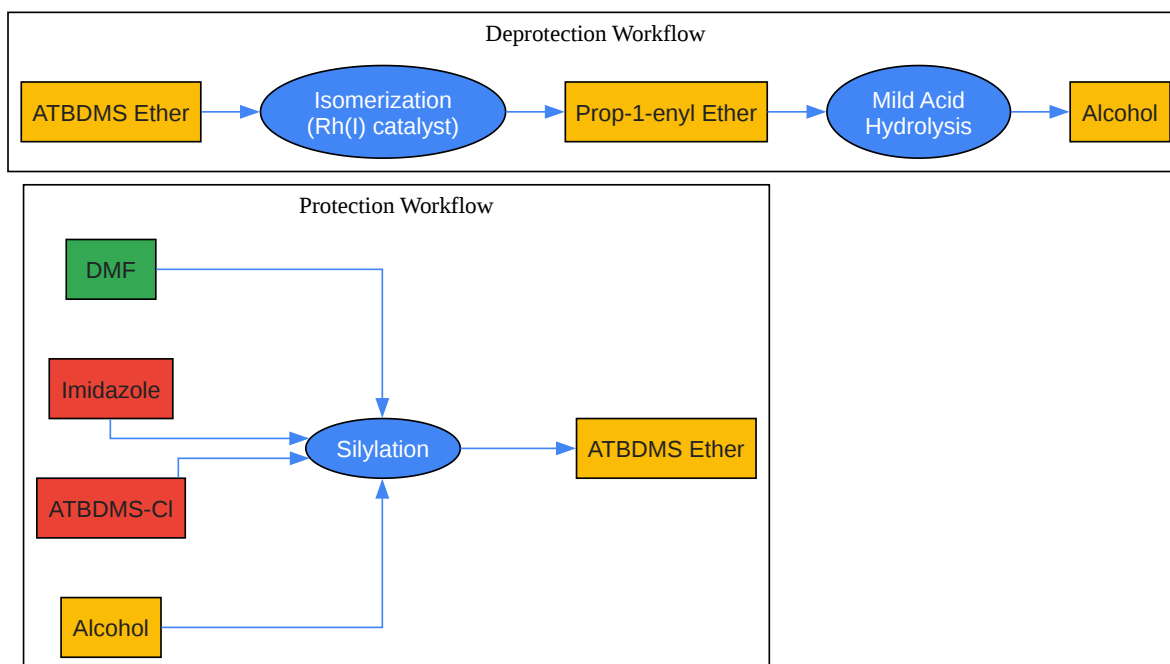 Deprotection Workflow
ATBDMS Ether
Isomerization
(Rh(I) catalyst)
Prop-1-enyl Ether
Mild Acid
Hydrolysis
Alcohol
Protection Workflow
DMF
Imidazole
Silylation
ATBDMS Ether
ATBDMS-Cl
Alcohol